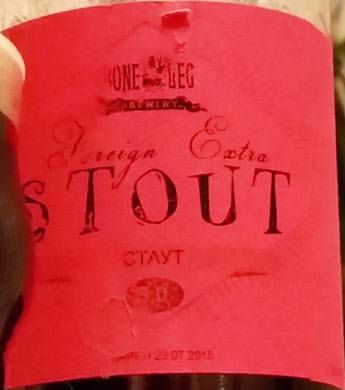 ONE LEG
BREWERY
Foreign Extra
STOUT
СТАУТ